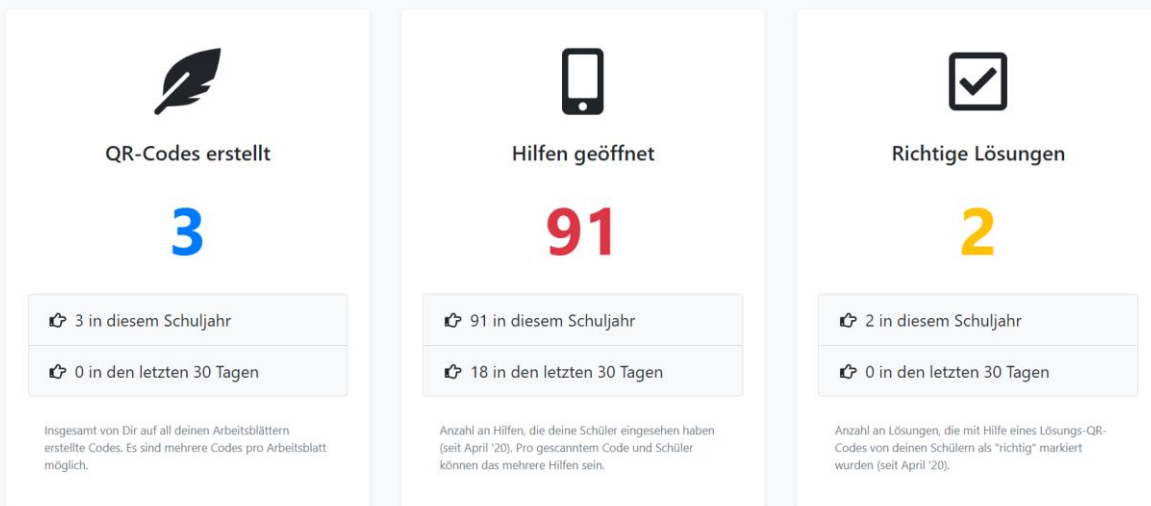 QR-Codes erstellt
3
3 in diesem Schuljahr
0 in den letzten 30 Tagen
Insgesamt von Dir auf all deinen Arbeitsblättern
erstellte Codes. Es sind mehrere Codes pro Arbeitsblatt
möglich.
Hilfen geöffnet
91
91 in diesem Schuljahr
18 in den letzten 30 Tagen
Anzahl an Hilfen, die deine Schüler eingesehen haben
(seit April '20). Pro gescanntem Code und Schüler
können das mehrere Hilfen sein.
Richtige Lösungen
2
2 in diesem Schuljahr
0 in den letzten 30 Tagen
Anzahl an Lösungen, die mit Hilfe eines Lösungs-QR-
Codes von deinen Schülern als "richtig" markiert
wurden (seit April '20).